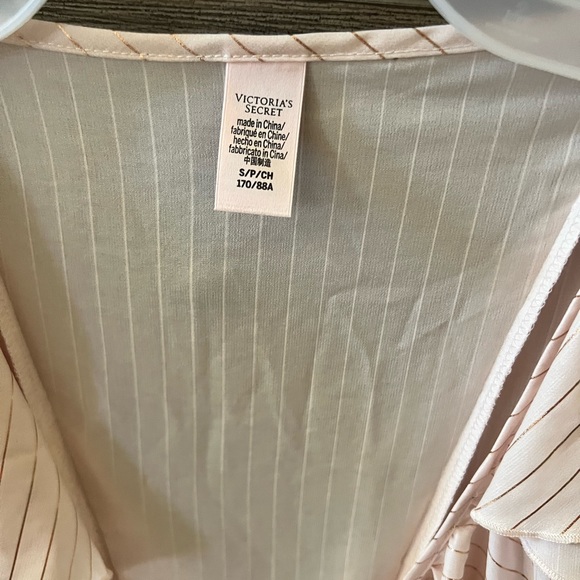 VICTORIA'S
SECRET
made in China/
fabriqué en Chine/
hecho en China/
fabbricato in Cina/
中国制造
S/P/CH
170/88A